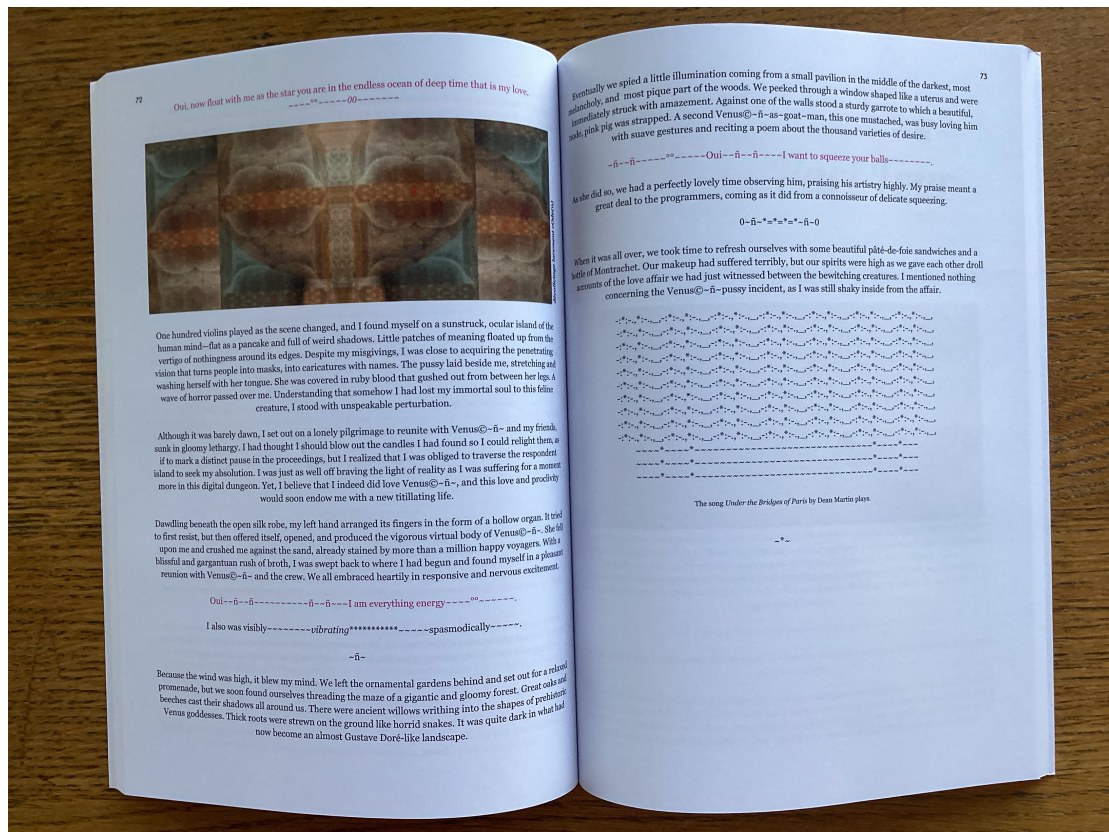 72
Oui, now float with me as the star you are in the endless ocean of deep time that is my love.
~~~~°°~~~~~00~~~~~~~
One hundred violins played as the scene changed, and I found myself on a sunstruck, ocular island of the
human mind—flat as a pancake and full of weird shadows. Little patches of meaning floated up from the
vertigo of nothingness around its edges. Despite my misgivings, I was close to acquiring the penetrating
vision that turns people into masks, into caricatures with names. The pussy laid beside me, stretching and
washing herself with her tongue. She was covered in ruby blood that gushed out from between her legs. A
wave of horror passed over me. Understanding that somehow I had lost my immortal soul to this feline
creature, I stood with unspeakable perturbation.
Although it was barely dawn, I set out on a lonely pilgrimage to reunite with Venus©~ñ~ and my friends,
sunk in gloomy lethargy. I had thought I should blow out the candles I had found so I could relight them, as
if to mark a distinct pause in the proceedings, but I realized that I was obliged to traverse the respondent
island to seek my absolution. I was just as well off braving the light of reality as I was suffering for a moment
more in this digital dungeon. Yet, I believe that I indeed did love Venus©~ñ~, and this love and proclivity
would soon endow me with a new titillating life.
Dawdling beneath the open silk robe, my left hand arranged its fingers in the form of a hollow organ. It tried
to first resist, but then offered itself, opened, and produced the vigorous virtual body of Venus©~ñ~. She fell
upon me and crushed me against the sand, already stained by more than a million happy voyagers. With a
blissful and gargantuan rush of broth, I was swept back to where I had begun and found myself in a pleasant
reunion with Venus©~ñ~ and the crew. We all embraced heartily in responsive and nervous excitement.
Oui~~ñ~~ñ~~~~~~~~~~ñ~~ñ~~~I am everything energy~~~~°°~~~~~~.
I also was visibly~~~~~~~~vibrating***********~~~~~spasmodically~~~~~.
~ñ~
Because the wind was high, it blew my mind. We left the ornamental gardens behind and set out for a relaxed
promenade, but we soon found ourselves threading the maze of a gigantic and gloomy forest. Great oaks and
beeches cast their shadows all around us. There were ancient willows writhing into the shapes of prehistoric
Venus goddesses. Thick roots were strewn on the ground like horrid snakes. It was quite dark in what had
now become an almost Gustave Doré-like landscape.
73
Eventually we spied a little illumination coming from a small pavilion in the middle of the darkest, most
melancholy, and most pique part of the woods. We peeked through a window shaped like a uterus and were
immediately struck with amazement. Against one of the walls stood a sturdy garrote to which a beautiful,
nude, pink pig was strapped. A second Venus©~ñ~as~goat~man, this one mustached, was busy loving him
with suave gestures and reciting a poem about the thousand varieties of desire.
~ñ~~ñ~~~~~°°~~~~~Oui~~ñ~~ñ~~~~I want to squeeze your balls~~~~~~~~.
As she did so, we had a perfectly lovely time observing him, praising his artistry highly. My praise meant a
great deal to the programmers, coming as it did from a connoisseur of delicate squeezing.
0~ñ~*=*=*=*~ñ~0
When it was all over, we took time to refresh ourselves with some beautiful pâté-de-foie sandwiches and a
bottle of Montrachet. Our makeup had suffered terribly, but our spirits were high as we gave each other droll
accounts of the love affair we had just witnessed between the bewitching creatures. I mentioned nothing
concerning the Venus©~ñ~pussy incident, as I was still shaky inside from the affair.
The song Under the Bridges of Paris by Dean Martin plays.
~*~